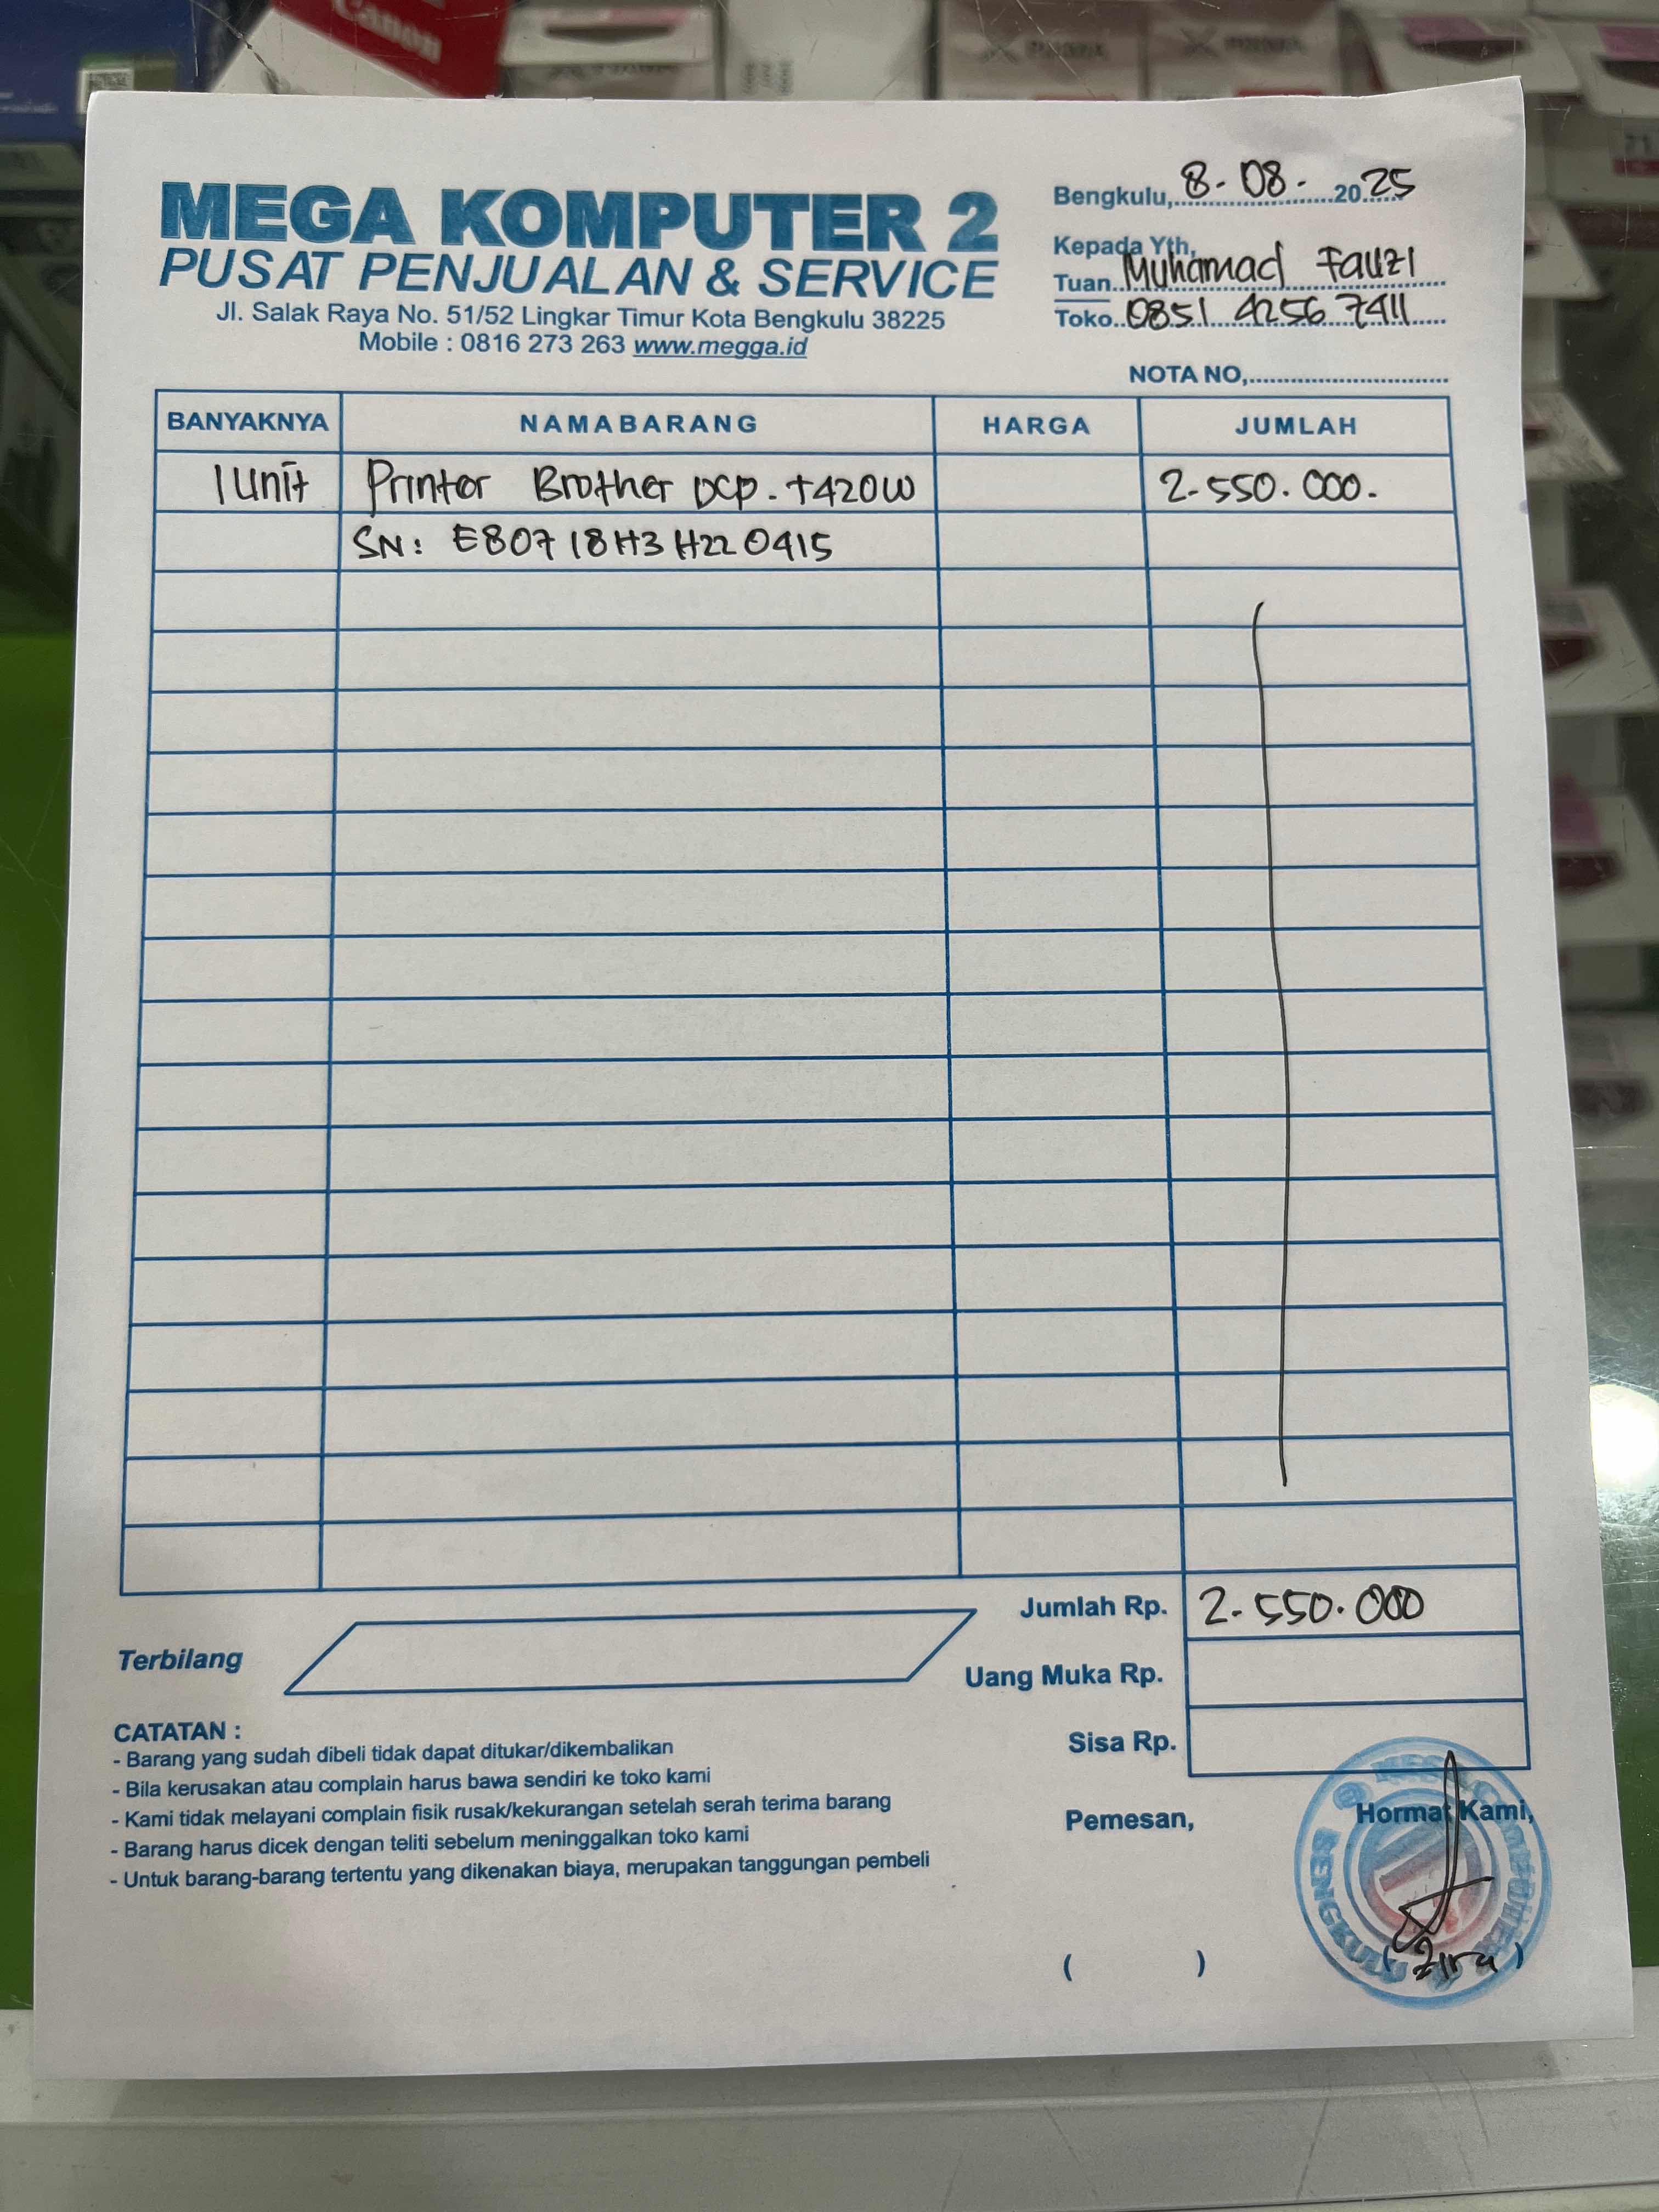 Canon
MEGA KOMPUTER 2
PUSAT PENJUALAN & SERVICE
Jl. Salak Raya No. 51/52 Lingkar Timur Kota Bengkulu 38225
Mobile : 0816 273 263 www.megga.id
Bengkulu, 8-08-2025
Kepada Yth,
Tuan Muhamad Fauzi
Toko 0851 4256 7411
NOTA NO,
BANYAKNYA NAMABARANG HARGA JUMLAH
1 Unit Printer Brother DCP-T420W 2.550.000.
SN: E80718H3H220415
Jumlah Rp. 2.550.000
Terbilang
Uang Muka Rp.
Sisa Rp.
CATATAN :
- Barang yang sudah dibeli tidak dapat ditukar/dikembalikan
- Bila kerusakan atau complain harus bawa sendiri ke toko kami
- Kami tidak melayani complain fisik rusak/kekurangan setelah serah terima barang
- Barang harus dicek dengan teliti sebelum meninggalkan toko kami
- Untuk barang-barang tertentu yang dikenakan biaya, merupakan tanggungan pembeli
Pemesan,
Hormat Kami,
BENGKULU
( )
(Zira)